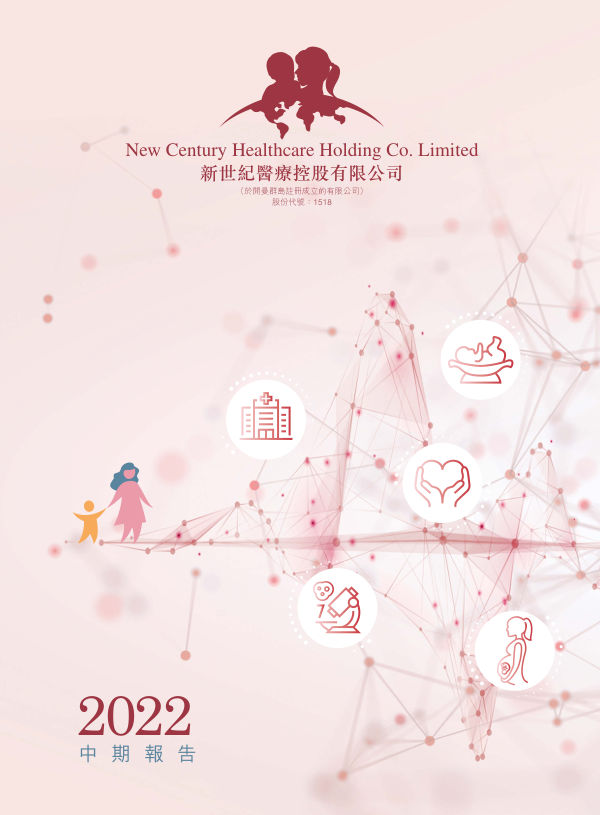 New Century Healthcare Holding Co. Limited
新世紀醫療控股有限公司
（於開曼群島註冊成立的有限公司）
股份代號：1518
2022
中期報告